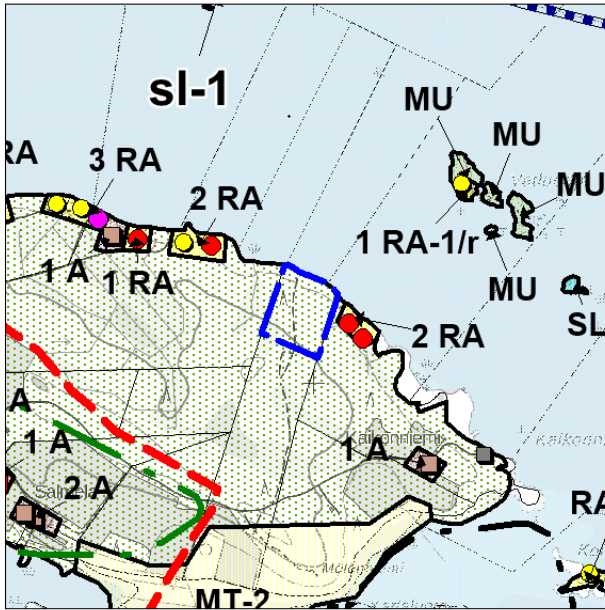 sl-1
MU
MU
MU
RA
3 RA
2 RA
1 RA-1/r
1 A
1 RA
MU
SL
2 RA
A
1 A
1 A
2 A
RA
MT-2